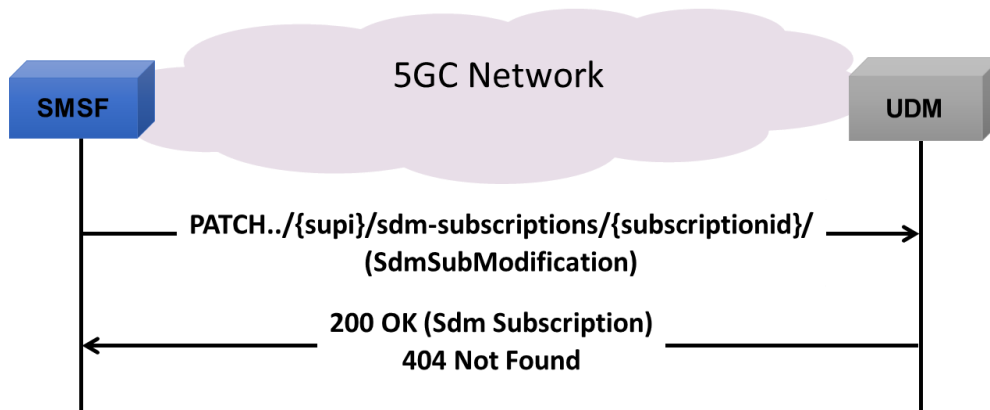 5GC Network
SMSF
UDM
PATCH../{supi}/sdm-subscriptions/{subscriptionid}/
(SdmSubModification)
200 OK (Sdm Subscription)
404 Not Found